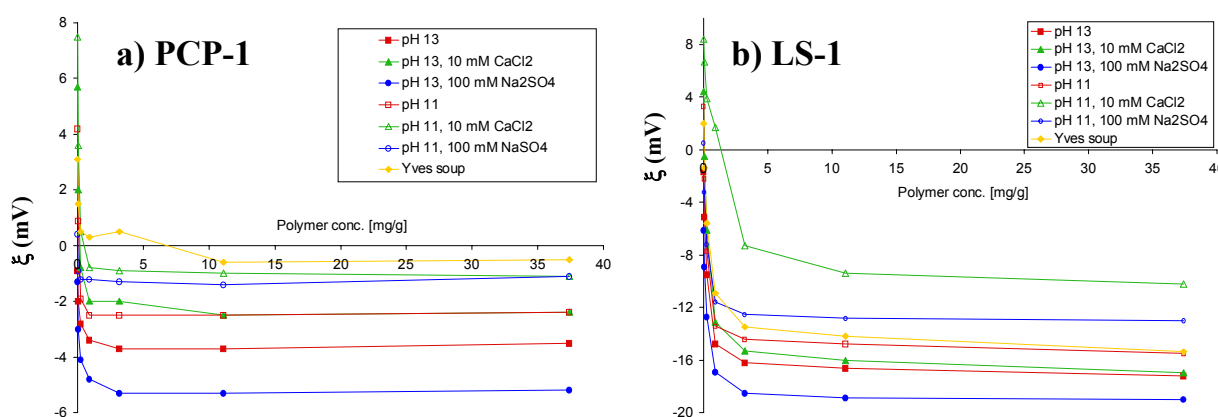 a) PCP-1
pH 13
pH 13, 10 mM CaCl2
pH 13, 100 mM Na2SO4
pH 11
pH 11, 10 mM CaCl2
pH 11, 100 mM NaSO4
Yves soup
8
6
4
2
0
-2
-4
-6
ξ (mV)
Polymer conc. [mg/g]
0
5
10
15
20
25
30
35
40
b) LS-1
pH 13
pH 13, 10 mM CaCl2
pH 13, 100 mM Na2SO4
pH 11
pH 11, 10 mM CaCl2
pH 11, 100 mM Na2SO4
Yves soup
8
4
0
-4
-8
-12
-16
-20
ξ (mV)
0
5
10
15
20
25
30
35
40
Polymer conc. [mg/g]